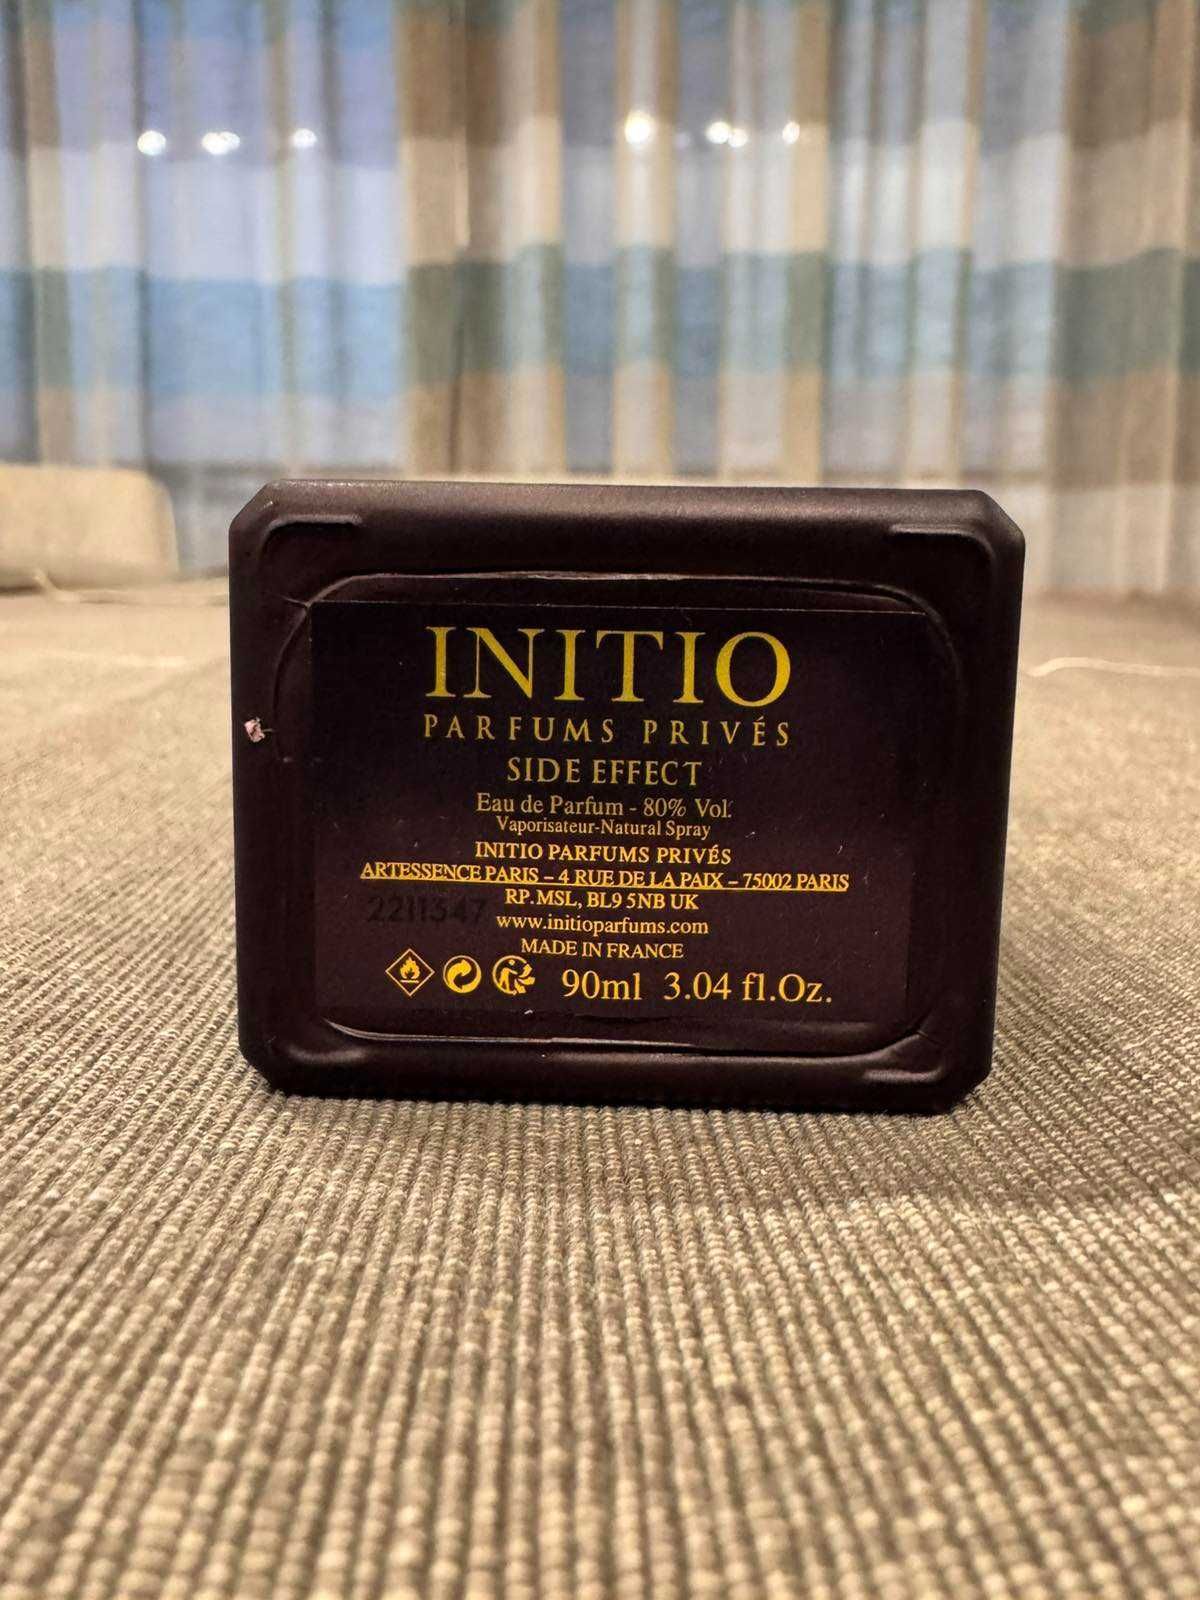 INITIO
PARFUMS PRIVÉS
SIDE EFFECT
Eau de Parfum - 80% Vol.
Vaporisateur-Natural Spray
INITIO PARFUMS PRIVÉS
ARTESSENCE PARIS – 4 RUE DE LA PAIX – 75002 PARIS
RP.MSL, BL9 5NB UK
2211347
www.initioparfums.com
MADE IN FRANCE
90ml 3.04 fl.Oz.